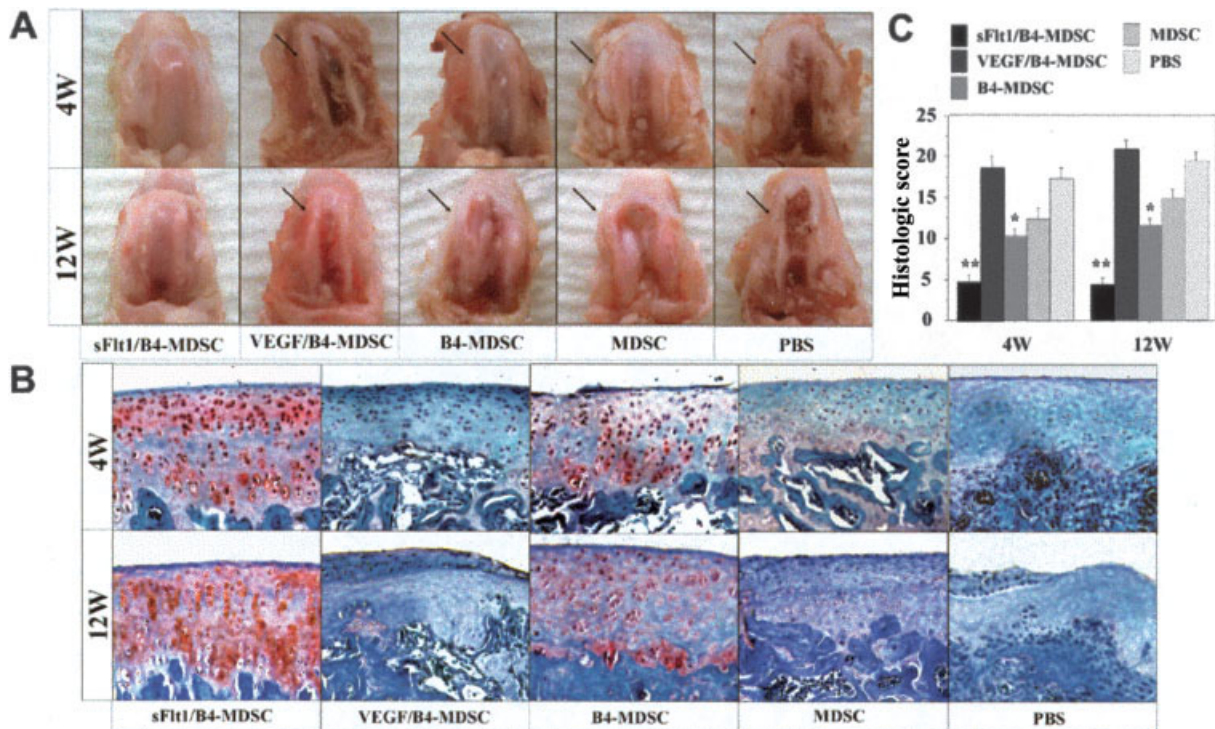 A
4W
12W
sFlt1/B4-MDSC
VEGF/B4-MDSC
B4-MDSC
MDSC
PBS
C
sFlt1/B4-MDSC
VEGF/B4-MDSC
B4-MDSC
MDSC
PBS
Histologic score
25
20
15
10
5
0
**
*
**
*
4W
12W
B
4W
12W
sFlt1/B4-MDSC
VEGF/B4-MDSC
B4-MDSC
MDSC
PBS